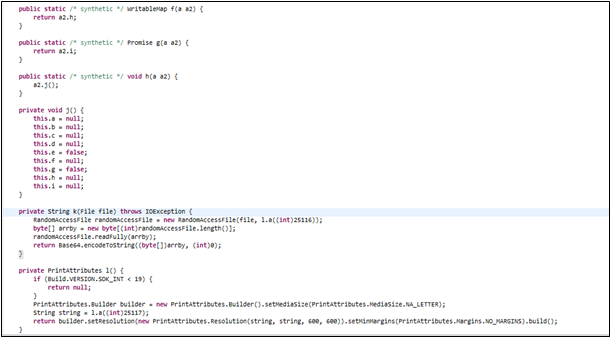 public static /* synthetic */ WritableMap f(a a2) {
return a2.h;
}
public static /* synthetic */ Promise g(a a2) {
return a2.i;
}
public static /* synthetic */ void h(a a2) {
a2.j();
}
private void j() {
this.a = null;
this.b = null;
this.c = null;
this.d = null;
this.e = false;
this.f = null;
this.g = false;
this.h = null;
this.i = null;
}
private String k(File file) throws IOException {
RandomAccessFile randomAccessFile = new RandomAccessFile(file, l.a((int)25116));
byte[] arrby = new byte[(int)randomAccessFile.length()];
randomAccessFile.readFully(arrby);
return Base64.encodeToString((byte[])arrby, (int)0);
}
private PrintAttributes l() {
if (Build.VERSION.SDK_INT < 19) {
return null;
}
PrintAttributes.Builder builder = new PrintAttributes.Builder().setMediaSize(PrintAttributes.MediaSize.NA_LETTER);
String string = l.a((int)25117);
return builder.setResolution(new PrintAttributes.Resolution(string, string, 600, 600)).setMinMargins(PrintAttributes.Margins.NO_MARGINS).build();
}